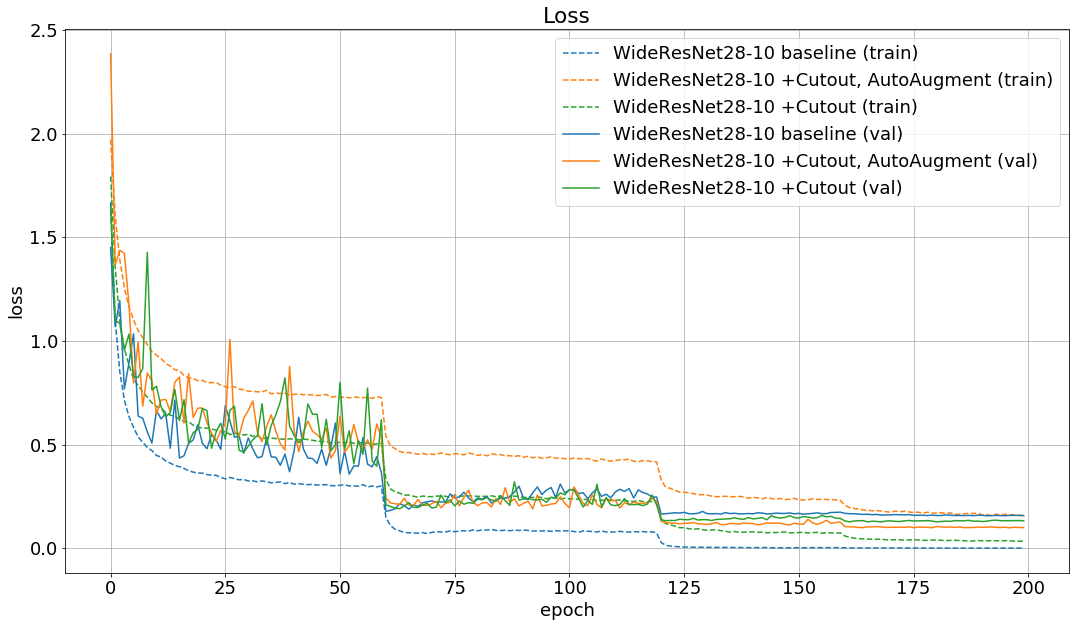 Loss
2.5
2.0
1.5
1.0
0.5
0.0
loss
WideResNet28-10 baseline (train)
WideResNet28-10 +Cutout, AutoAugment (train)
WideResNet28-10 +Cutout (train)
WideResNet28-10 baseline (val)
WideResNet28-10 +Cutout, AutoAugment (val)
WideResNet28-10 +Cutout (val)
0 25 50 75 100 125 150 175 200
epoch